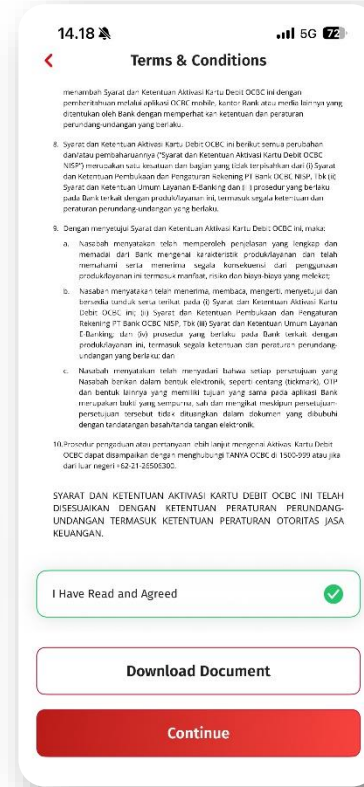 14.18
5G 72
Terms & Conditions
menambah Syarat dan Ketentuan Aktivasi Kartu Debit OCBC ini dengan
pemberitahuan melalui aplikasi OCBC mobile, kantor Bank atau media lainnya yang
ditentukan oleh Bank dengan memperhatikan ketentuan dan peraturan
perundang-undangan yang berlaku.
8. Syarat dan Ketentuan Aktivasi Kartu Debit OCBC ini berikut semua perubahan
dan/atau pembaharuannya ("Syarat dan Ketentuan Aktivasi Kartu Debit OCBC
NISP") merupakan satu kesatuan dan bagian yang tidak terpisahkan dari (i) Syarat
dan Ketentuan Pembukaan dan Pengaturan Rekening PT Bank OCBC NISP, Tbk (ii)
Syarat dan Ketentuan Umum Layanan E-Banking dan (iii) prosedur yang berlaku
pada Bank terkait dengan produk/layanan ini, termasuk segala ketentuan dan
peraturan perundang-undangan yang berlaku.
9. Dengan menyetujui Syarat dan Ketentuan Aktivasi Kartu Debit OCBC ini, maka:
a. Nasabah menyatakan telah memperoleh penjelasan yang lengkap dan
memadai dari Bank mengenai karakteristik produk/layanan dan telah
memahami serta menerima segala konsekuensi dari penggunaan
produk/layanan ini termasuk manfaat, risiko dan biaya-biaya yang melekat;
b. Nasabah menyatakan telah menerima, membaca, mengerti, menyetujui dan
bersedia tunduk serta terikat pada (i) Syarat dan Ketentuan Aktivasi Kartu
Debit OCBC ini; (ii) Syarat dan Ketentuan Pembukaan dan Pengaturan
Rekening PT Bank OCBC NISP, Tbk (iii) Syarat dan Ketentuan Umum Layanan
E-Banking; dan (iv) prosedur yang berlaku pada Bank terkait dengan
produk/layanan ini, termasuk segala ketentuan dan peraturan perundang-
undangan yang berlaku; dan
c. Nasabah menyatakan telah menyadari bahwa setiap persetujuan yang
Nasabah berikan dalam bentuk elektronik, seperti centang (tickmark), OTP
dan bentuk lainnya yang memiliki tujuan yang sama pada aplikasi Bank
merupakan bukti yang sempurna, sah dan mengikat meskipun persetujuan-
persetujuan tersebut tidak dituangkan dalam dokumen yang dibubuhi
dengan tandatangan basah/tanda tangan elektronik.
10.Prosedur pengaduan atau pertanyaan lebih lanjut mengenai Aktivasi Kartu Debit
OCBC dapat disampaikan dengan menghubungi TANYA OCBC di 1500-999 atau jika
dari luar negeri +62-21-26506300.
SYARAT DAN KETENTUAN AKTIVASI KARTU DEBIT OCBC INI TELAH
DISESUAIKAN DENGAN KETENTUAN PERATURAN PERUNDANG-
UNDANGAN TERMASUK KETENTUAN PERATURAN OTORITAS JASA
KEUANGAN.
I Have Read and Agreed
Download Document
Continue